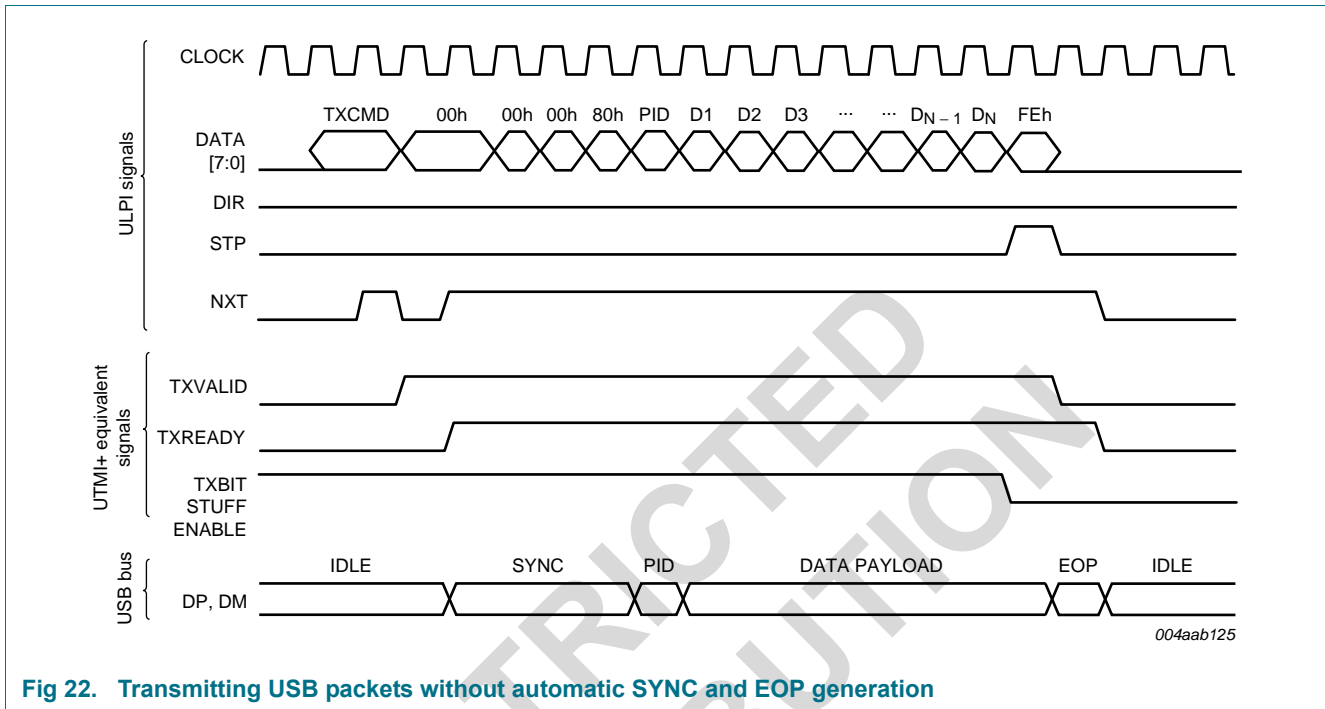 CLOCK
TXCMD 00h 00h 00h 80h PID D1 D2 D3 ... ... DN – 1 DN FEh
DATA
[7:0]
DIR
STP
NXT
ULPI signals
TXVALID
TXREADY
TXBIT
STUFF
ENABLE
UTMI+ equivalent
signals
IDLE SYNC PID DATA PAYLOAD EOP IDLE
DP, DM
USB bus
004aab125
Fig 22. Transmitting USB packets without automatic SYNC and EOP generation